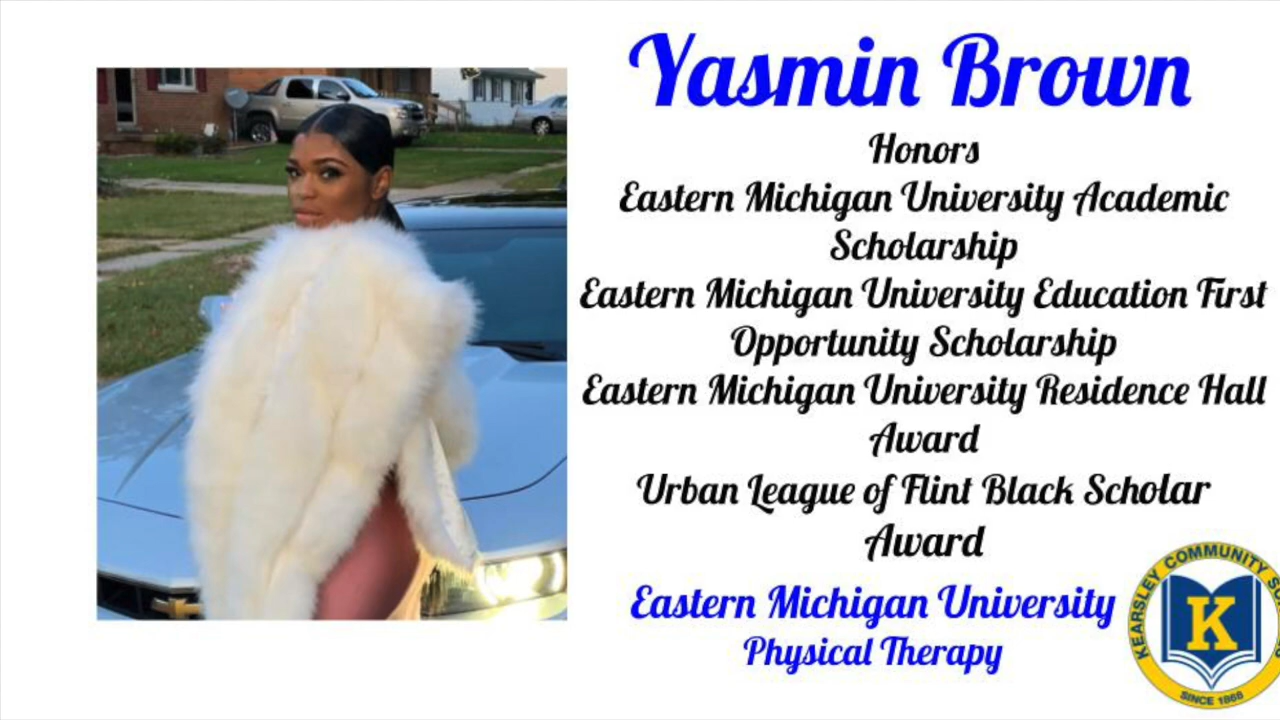 Yasmin Brown
Honors
Eastern Michigan University Academic
Scholarship
Eastern Michigan University Education First
Opportunity Scholarship
Eastern Michigan University Residence Hall
Award
Urban League of Flint Black Scholar
Award
Eastern Michigan University
Physical Therapy
KEARSLEY COMMUNITY
K
SINCE 1868